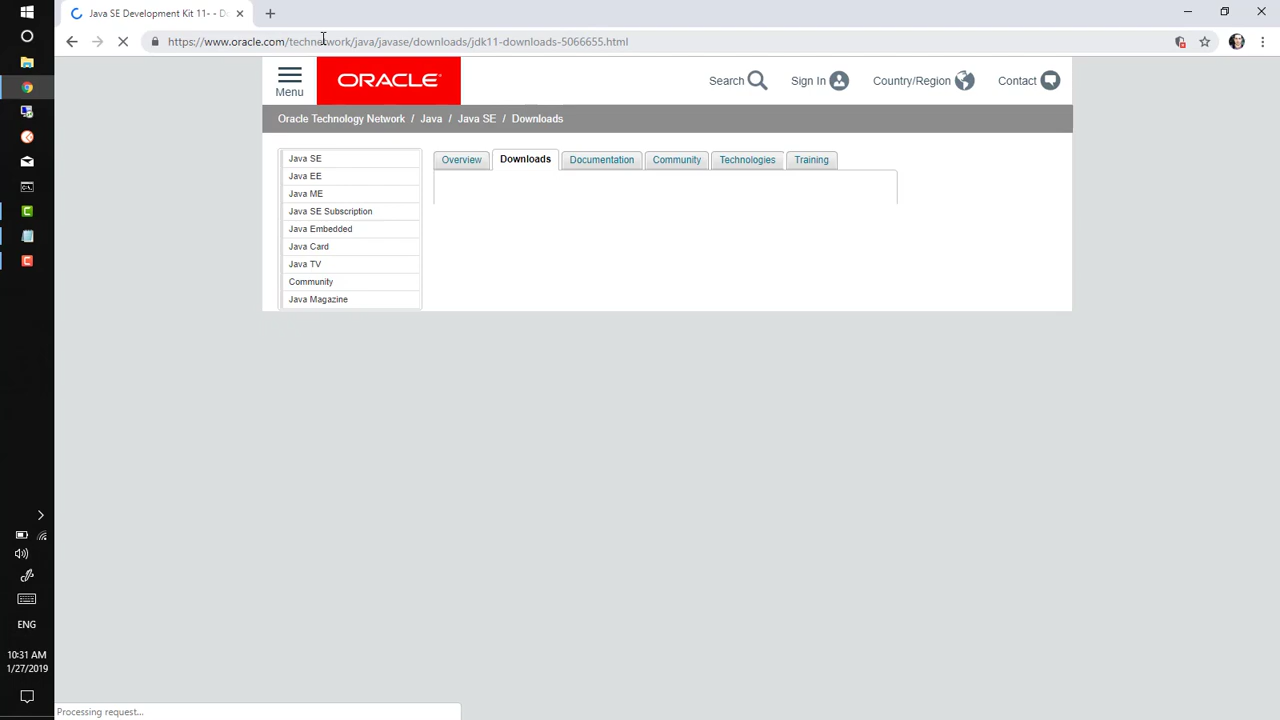 Java SE Development Kit 11- - D
https://www.oracle.com/technetwork/java/javase/downloads/jdk11-downloads-5066655.html
Menu
ORACLE
Search
Sign In
Country/Region
Contact
Oracle Technology Network / Java / Java SE / Downloads
Java SE
Java EE
Java ME
Java SE Subscription
Java Embedded
Java Card
Java TV
Community
Java Magazine
Overview
Downloads
Documentation
Community
Technologies
Training
ENG
10:31 AM
1/27/2019
Processing request...